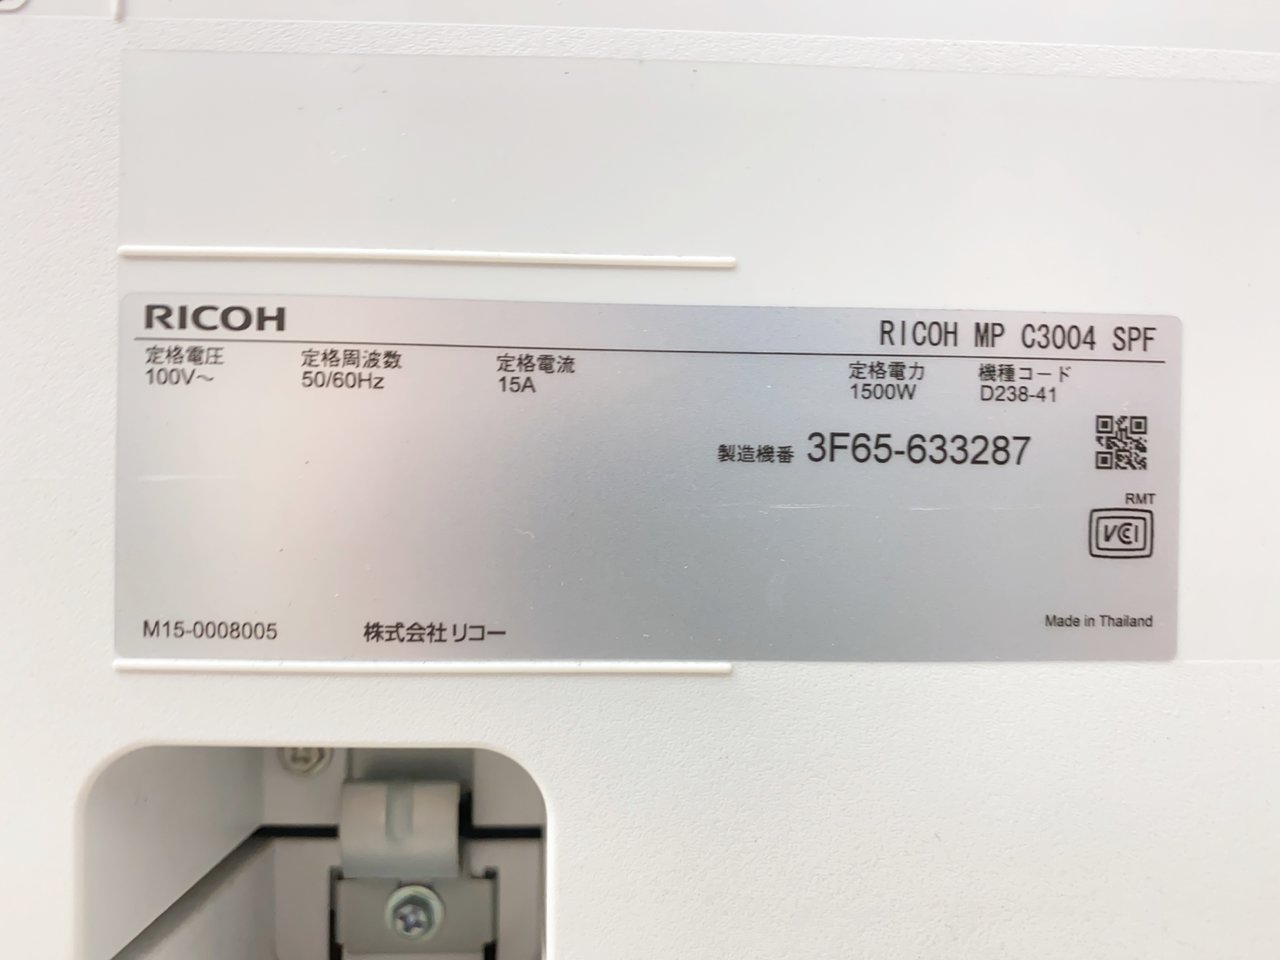 RICOH
RICOH MP C3004 SPF
定格電圧 定格周波数 定格電流 定格電力 機種コード
100V～ 50/60Hz 15A 1500W D238-41
製造機番 3F65-633287
RMT
VCI
M15-0008005 株式会社リコー Made in Thailand